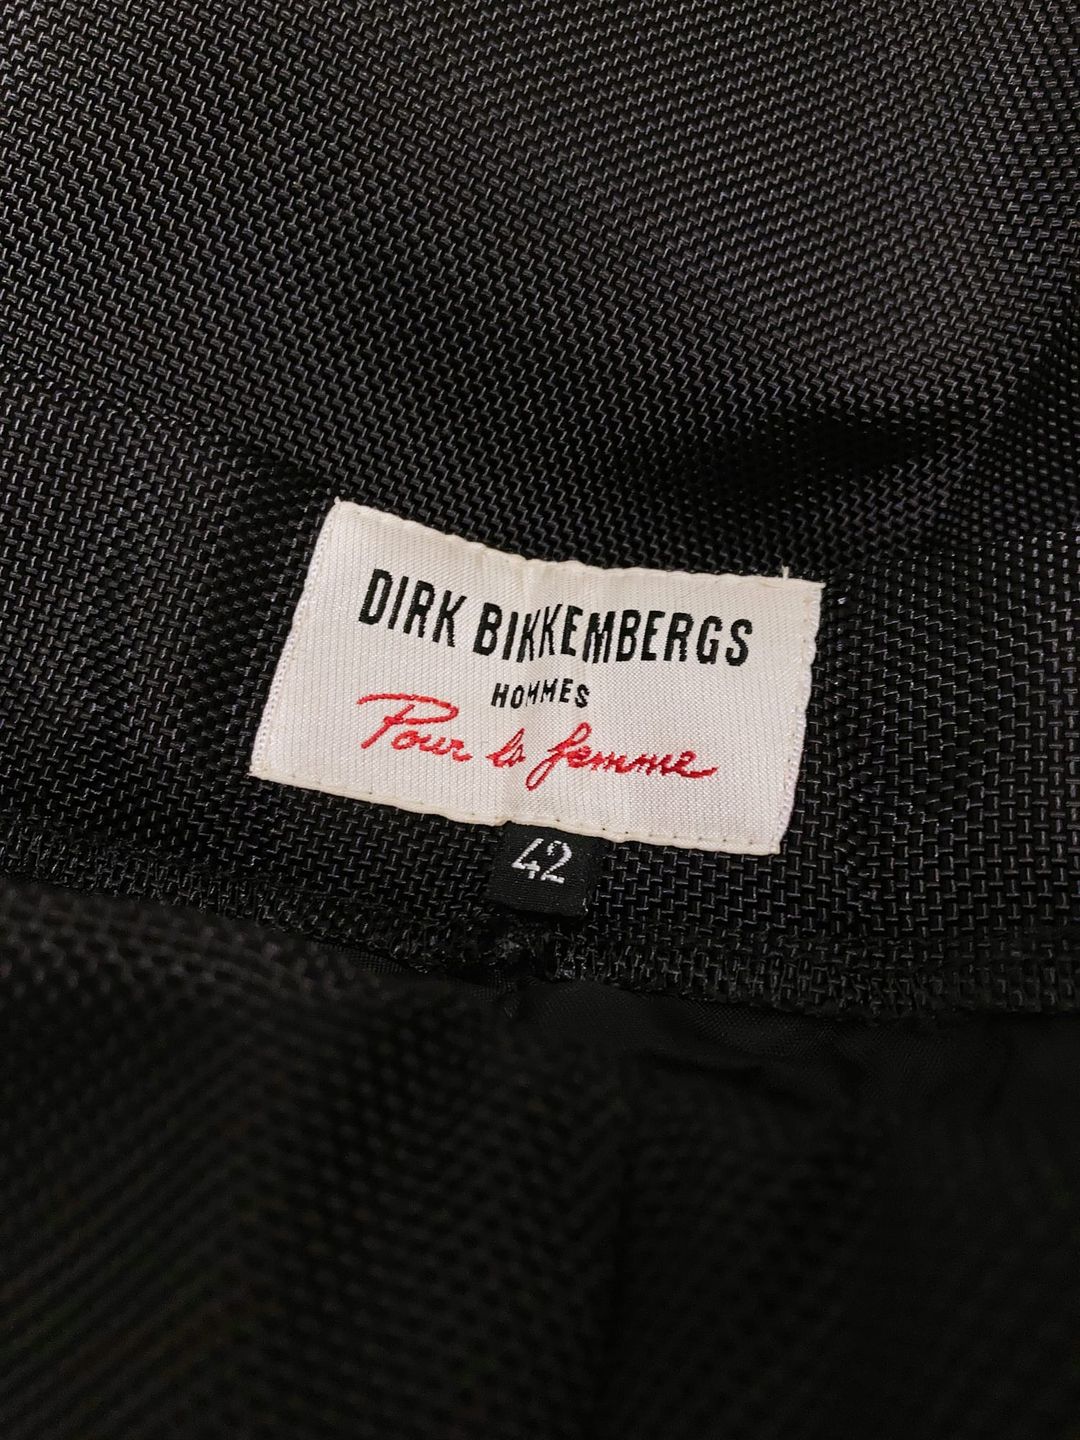 DIRK BIKKEMBERGS
HOMMES
Pour la femme
42